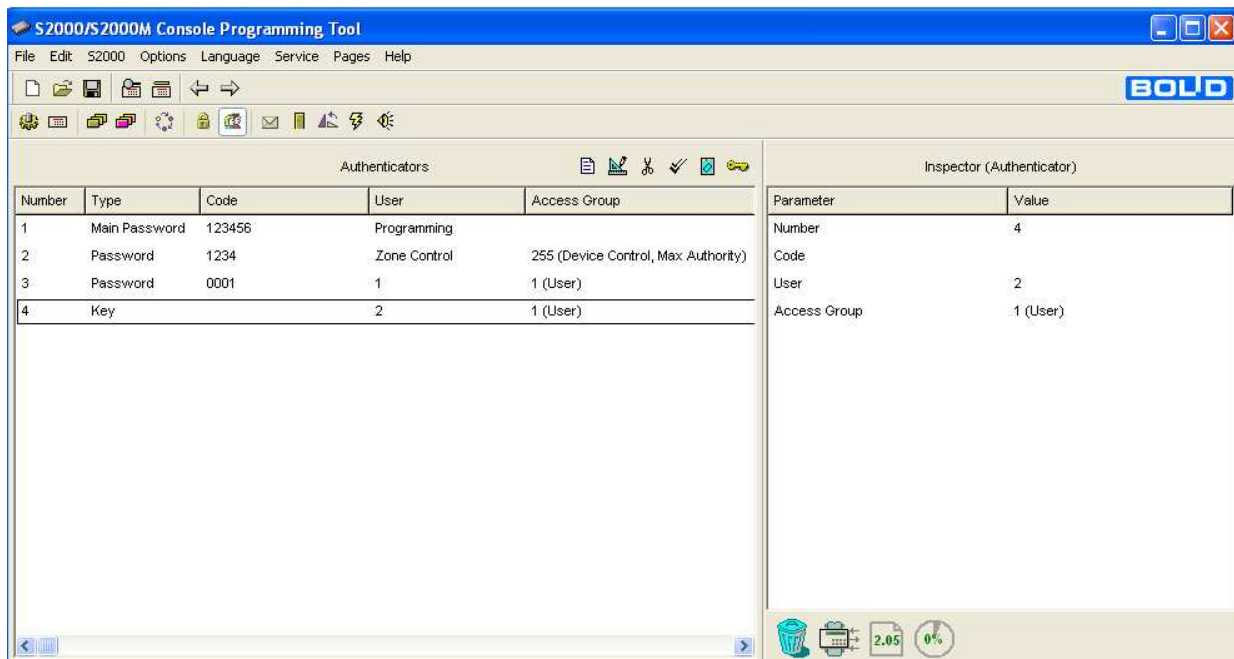 S2000/S2000M Console Programming Tool
File Edit S2000 Options Language Service Pages Help
BOLID
Authenticators
Inspector (Authenticator)
Number Type Code User Access Group
Parameter Value
1 Main Password 123456 Programming
Number 4
2 Password 1234 Zone Control 255 (Device Control, Max Authority)
Code
3 Password 0001 1 1 (User)
User 2
4 Key 2 1 (User)
Access Group 1 (User)
2.05
0%